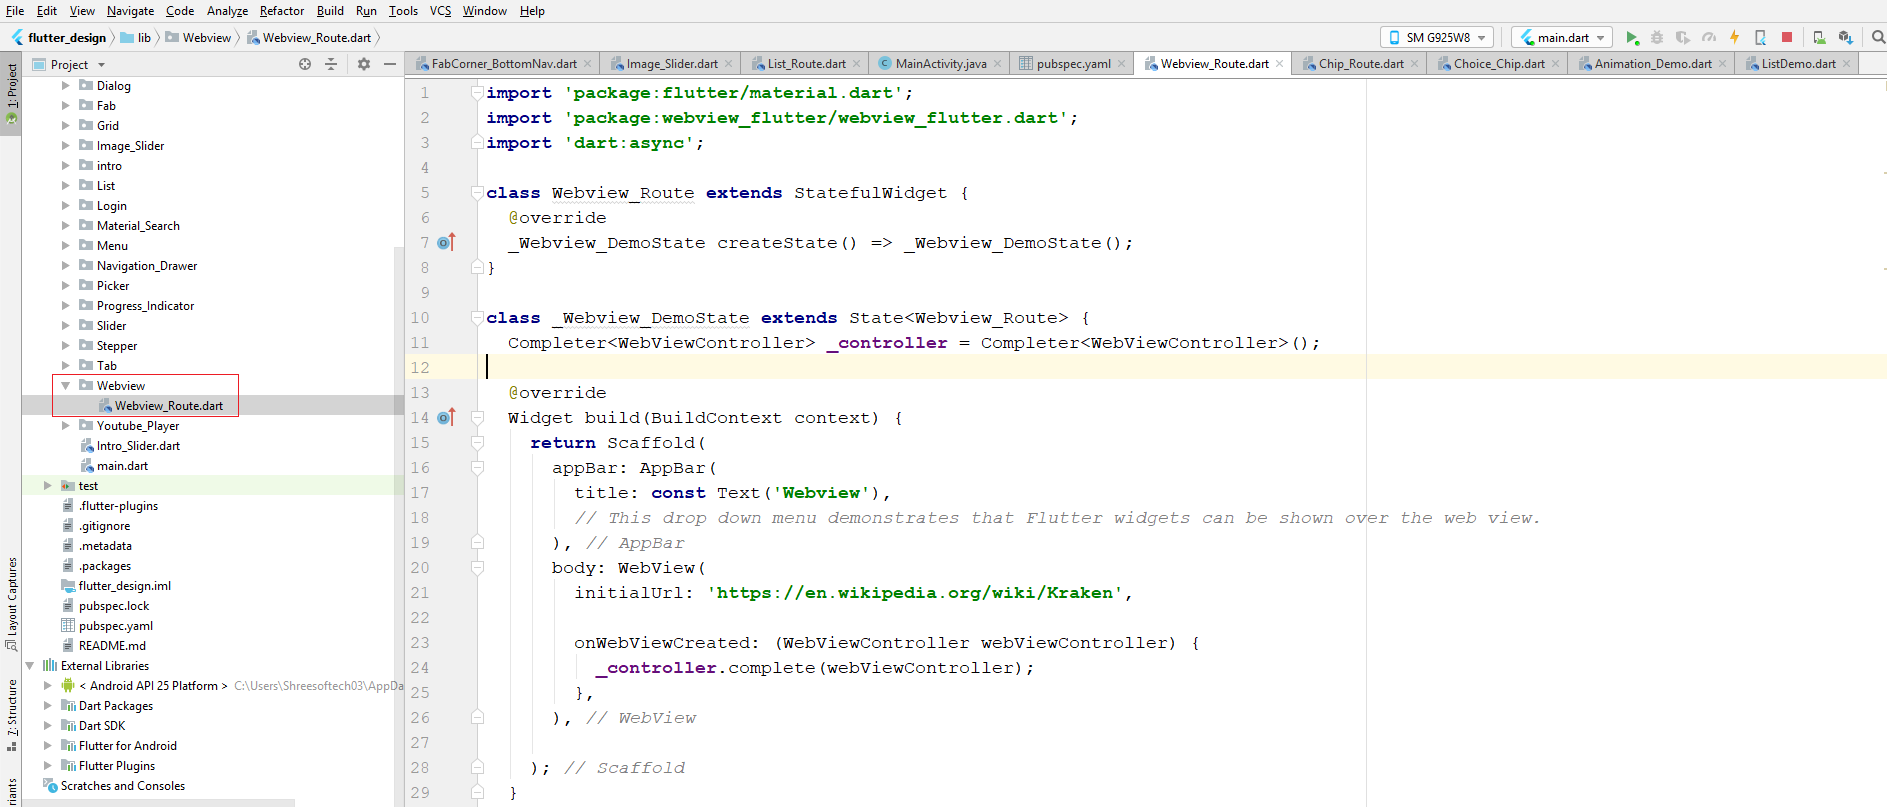 File Edit View Navigate Code Analyze Refactor Build Run Tools VCS Window Help
flutter_design lib Webview Webview_Route.dart SM G925W8 main.dart
Project
FabCorner_BottomNav.dart Image_Slider.dart List_Route.dart MainActivity.java pubspec.yaml Webview_Route.dart Chip_Route.dart Choice_Chip.dart Animation_Demo.dart ListDemo.dart
1: Project
Layout Captures
7: Structure
Dialog
Fab
Grid
Image_Slider
intro
List
Login
Material_Search
Menu
Navigation_Drawer
Picker
Progress_Indicator
Slider
Stepper
Tab
Webview
Webview_Route.dart
Youtube_Player
Intro_Slider.dart
main.dart
test
.flutter-plugins
.gitignore
.metadata
.packages
flutter_design.iml
pubspec.lock
pubspec.yaml
README.md
External Libraries
< Android API 25 Platform > C:\Users\Shreesoftech03\AppDa
Dart Packages
Dart SDK
Flutter for Android
Flutter Plugins
Scratches and Consoles
1 import 'package:flutter/material.dart';
2 import 'package:webview_flutter/webview_flutter.dart';
3 import 'dart:async';
4
5 class Webview_Route extends StatefulWidget {
6 @override
7 _Webview_DemoState createState() => _Webview_DemoState();
8 }
9
10 class _Webview_DemoState extends State<Webview_Route> {
11 Completer<WebViewController> _controller = Completer<WebViewController>();
12
13 @override
14 Widget build(BuildContext context) {
15 return Scaffold(
16 appBar: AppBar(
17 title: const Text('Webview'),
18 // This drop down menu demonstrates that Flutter widgets can be shown over the web view.
19 ), // AppBar
20 body: WebView(
21 initialUrl: 'https://en.wikipedia.org/wiki/Kraken',
22
23 onWebViewCreated: (WebViewController webViewController) {
24 _controller.complete(webViewController);
25 },
26 ), // WebView
27
28 ); // Scaffold
29 }